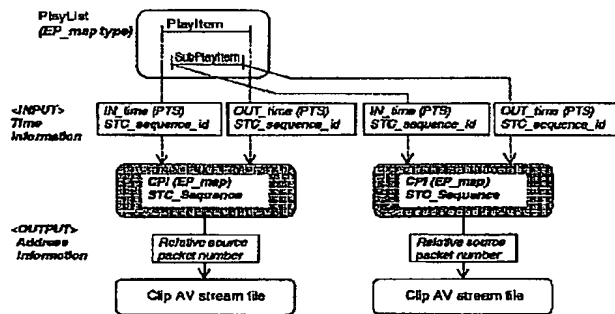 PlayList
(EP_map type)
PlayItem
SubPlayItem
<INPUT>
Time
Information
IN_time (PTS)
STC_sequence_id
OUT_time (PTS)
STC_sequence_id
IN_time (PTS)
STC_sequence_id
OUT_time (PTS)
STC_sequence_id
CPI (EP_map)
STC_Sequence
CPI (EP_map)
STC_Sequence
<OUTPUT>
Address
Information
Relative source
packet number
Relative source
packet number
Clip AV stream file
Clip AV stream file